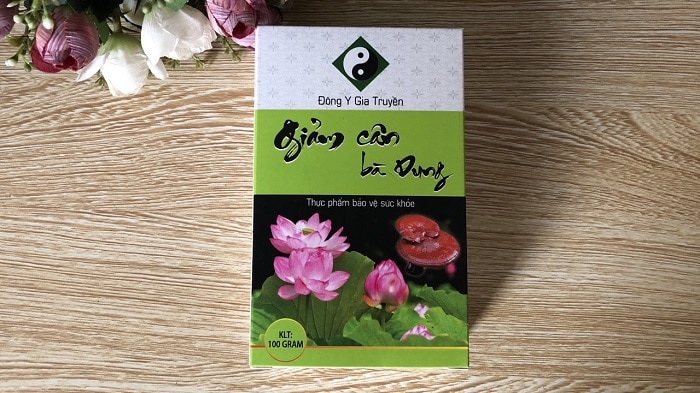 Đông Y Gia Truyền
Giảm cân
bà Dung
Thực phẩm bảo vệ sức khỏe
KLT:
100 GRAM